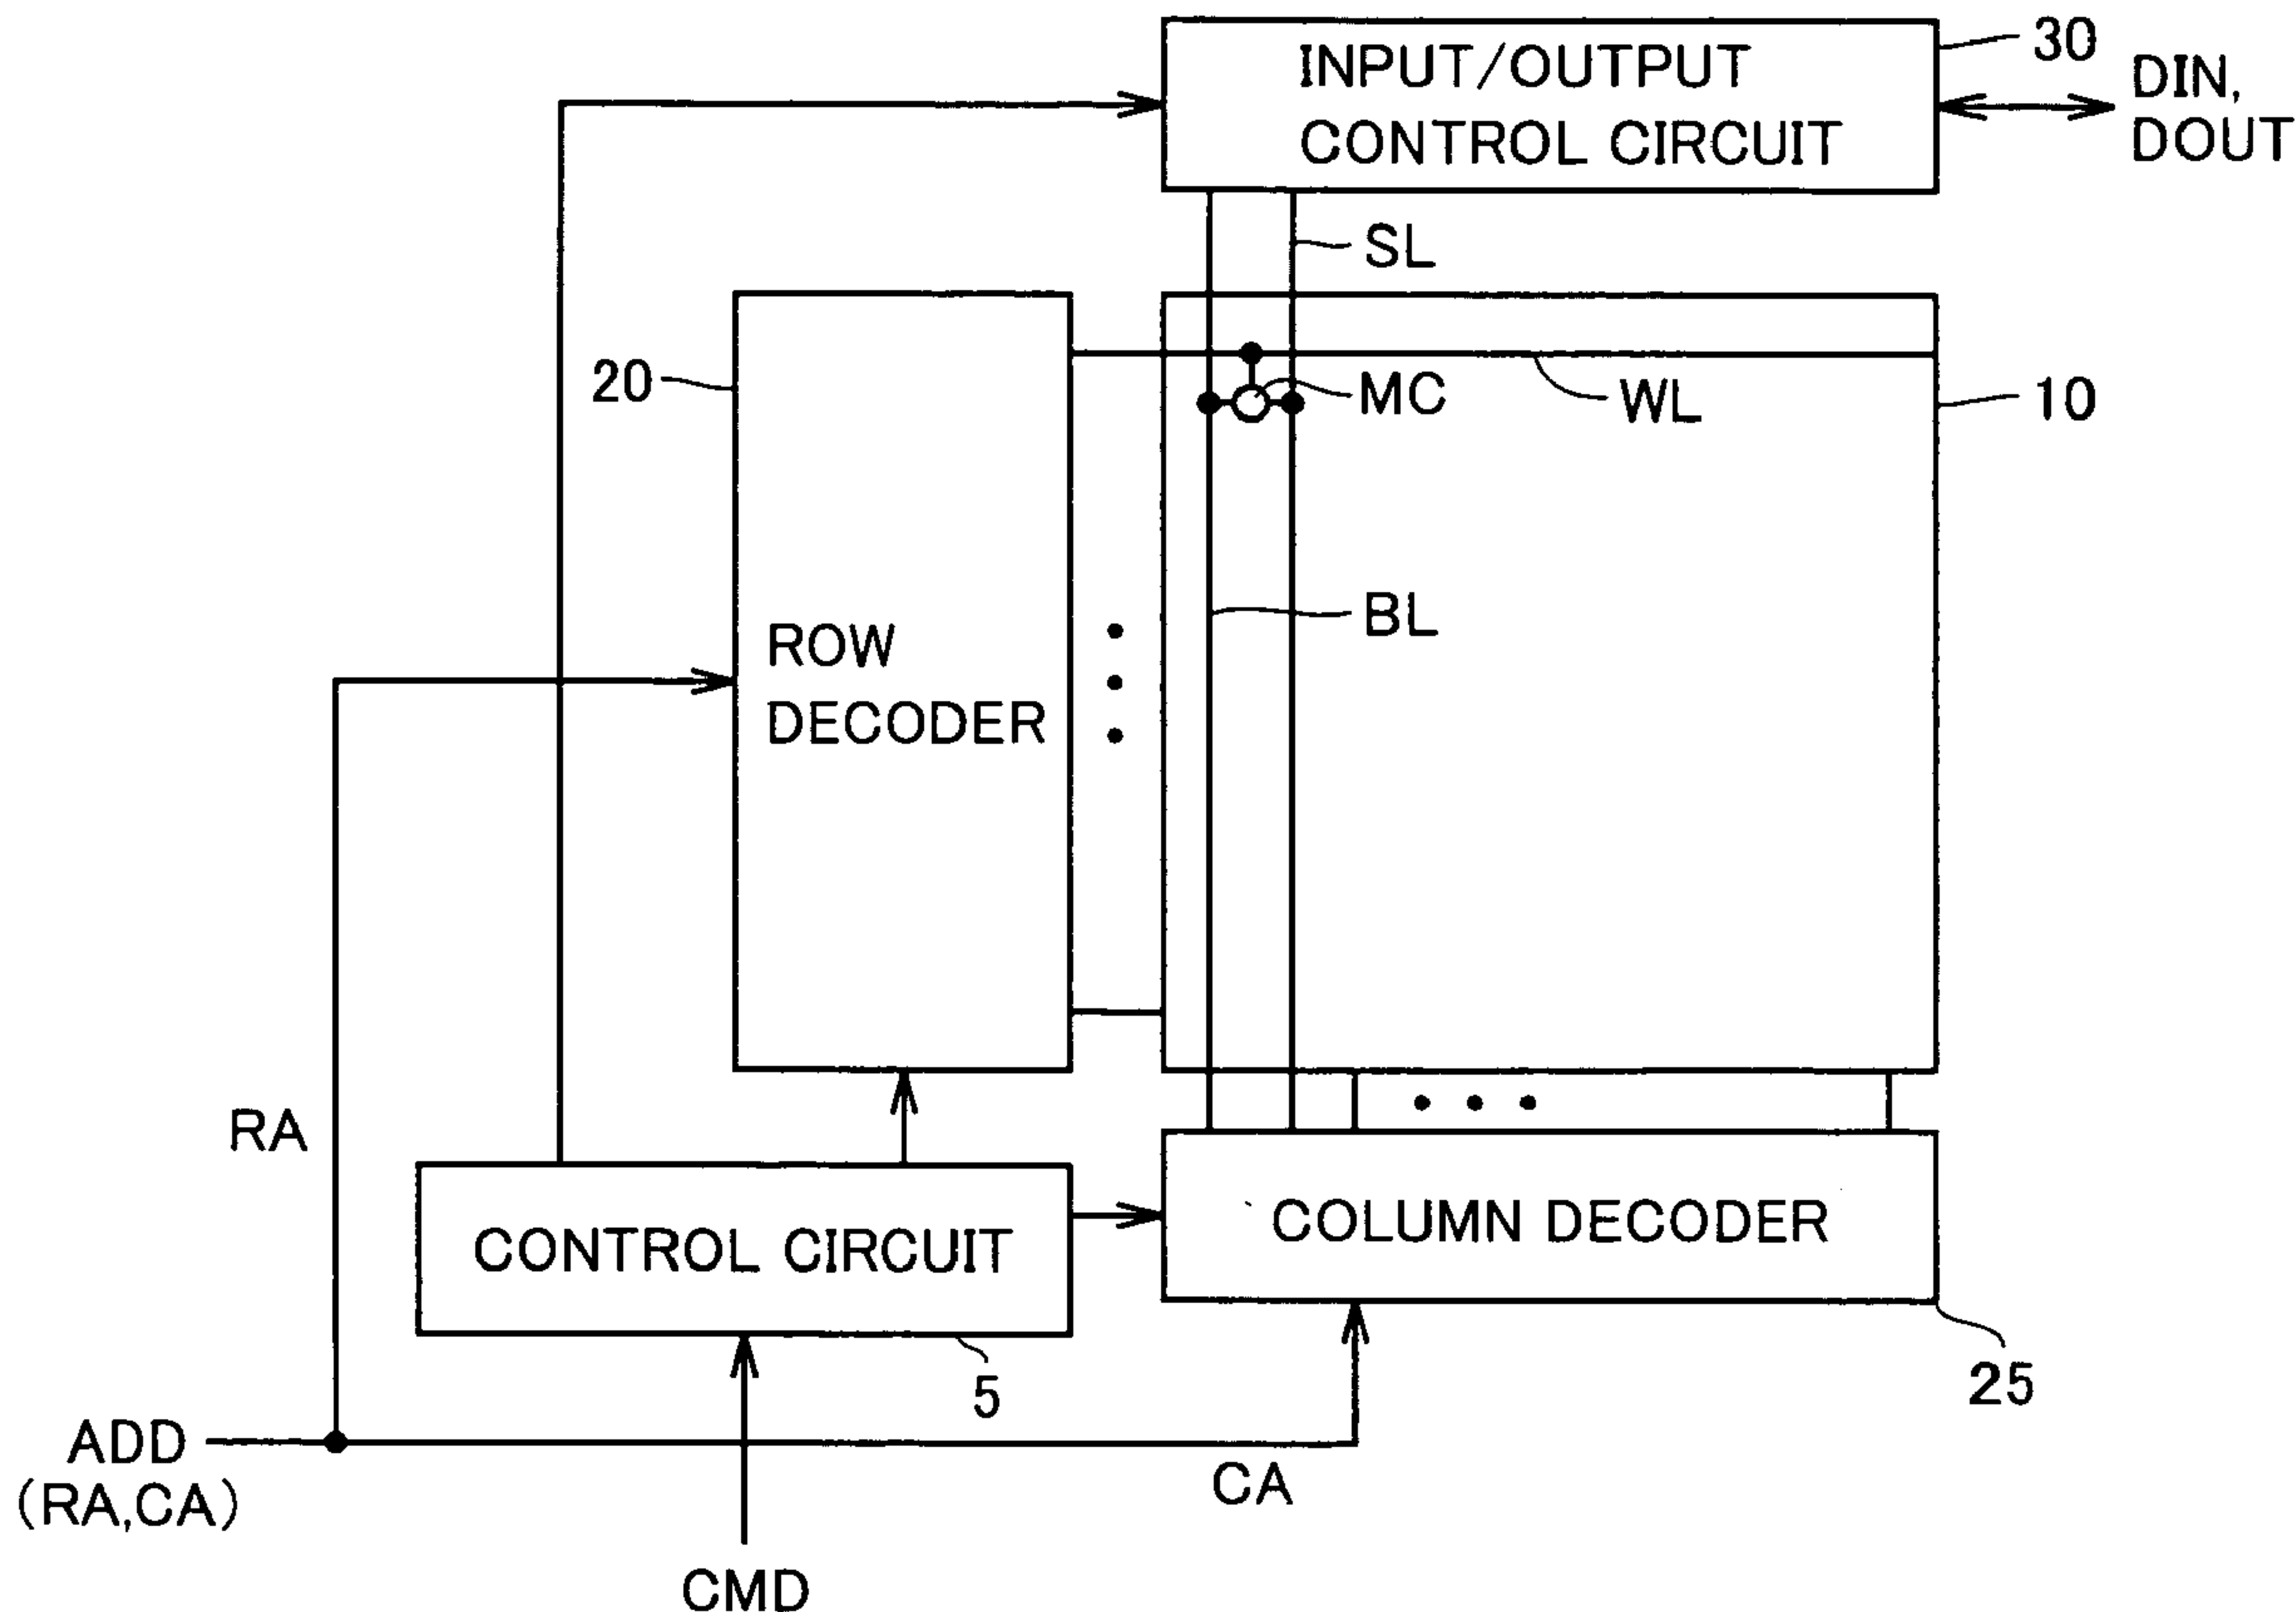 INPUT/OUTPUT
CONTROL CIRCUIT
30
DIN,
DOUT
SL
20
MC
WL
10
BL
ROW
DECODER
RA
CONTROL CIRCUIT
COLUMN DECODER
5
25
ADD
(RA,CA)
CA
CMD